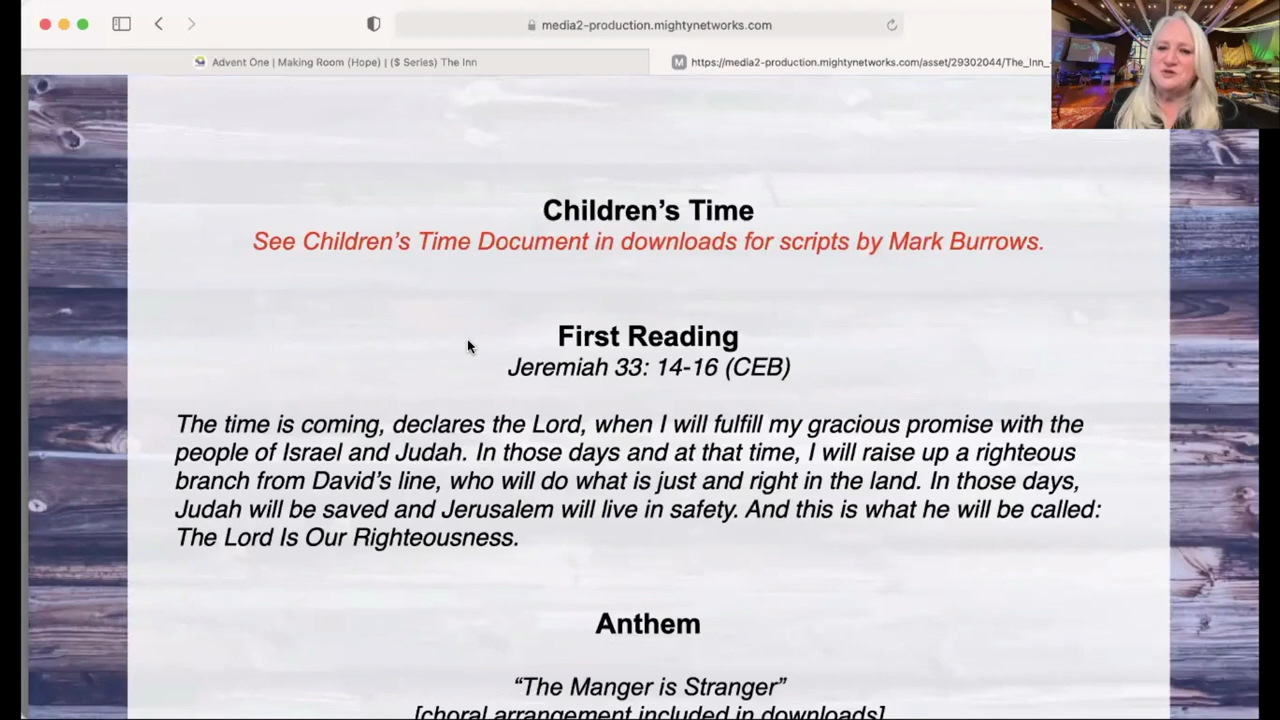 media2-production.mightynetworks.com
Advent One | Making Room (Hope) | ($ Series) The Inn
M https://media2-production.mightynetworks.com/asset/29302044/The_Inn_
Children's Time
See Children's Time Document in downloads for scripts by Mark Burrows.
First Reading
Jeremiah 33: 14-16 (CEB)
The time is coming, declares the Lord, when I will fulfill my gracious promise with the
people of Israel and Judah. In those days and at that time, I will raise up a righteous
branch from David's line, who will do what is just and right in the land. In those days,
Judah will be saved and Jerusalem will live in safety. And this is what he will be called:
The Lord Is Our Righteousness.
Anthem
“The Manger is Stranger”
[choral arrangement included in downloads]